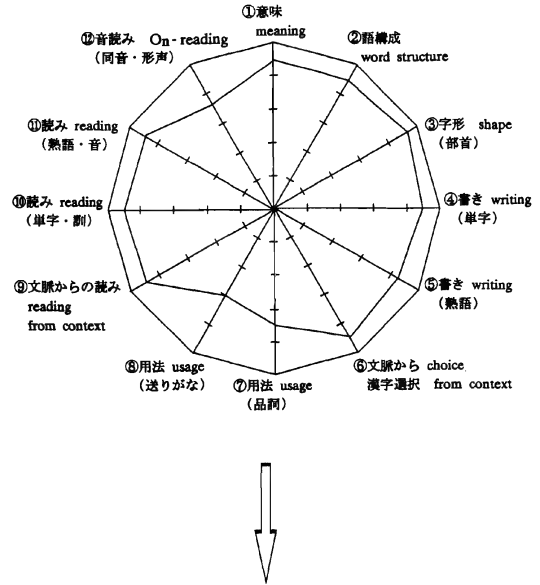 ①意味
meaning
②語構成
word structure
③字形 shape
（部首）
④書き writing
（単字）
⑤書き writing
（熟語）
⑥文脈から choice
漢字選択 from context
⑦用法 usage
（品詞）
⑧用法 usage
（送りがな）
⑨文脈からの読み
reading
from context
⑩読み reading
（単字・訓）
⑪読み reading
（熟語・音）
⑫音読み On-reading
（同音・形声）